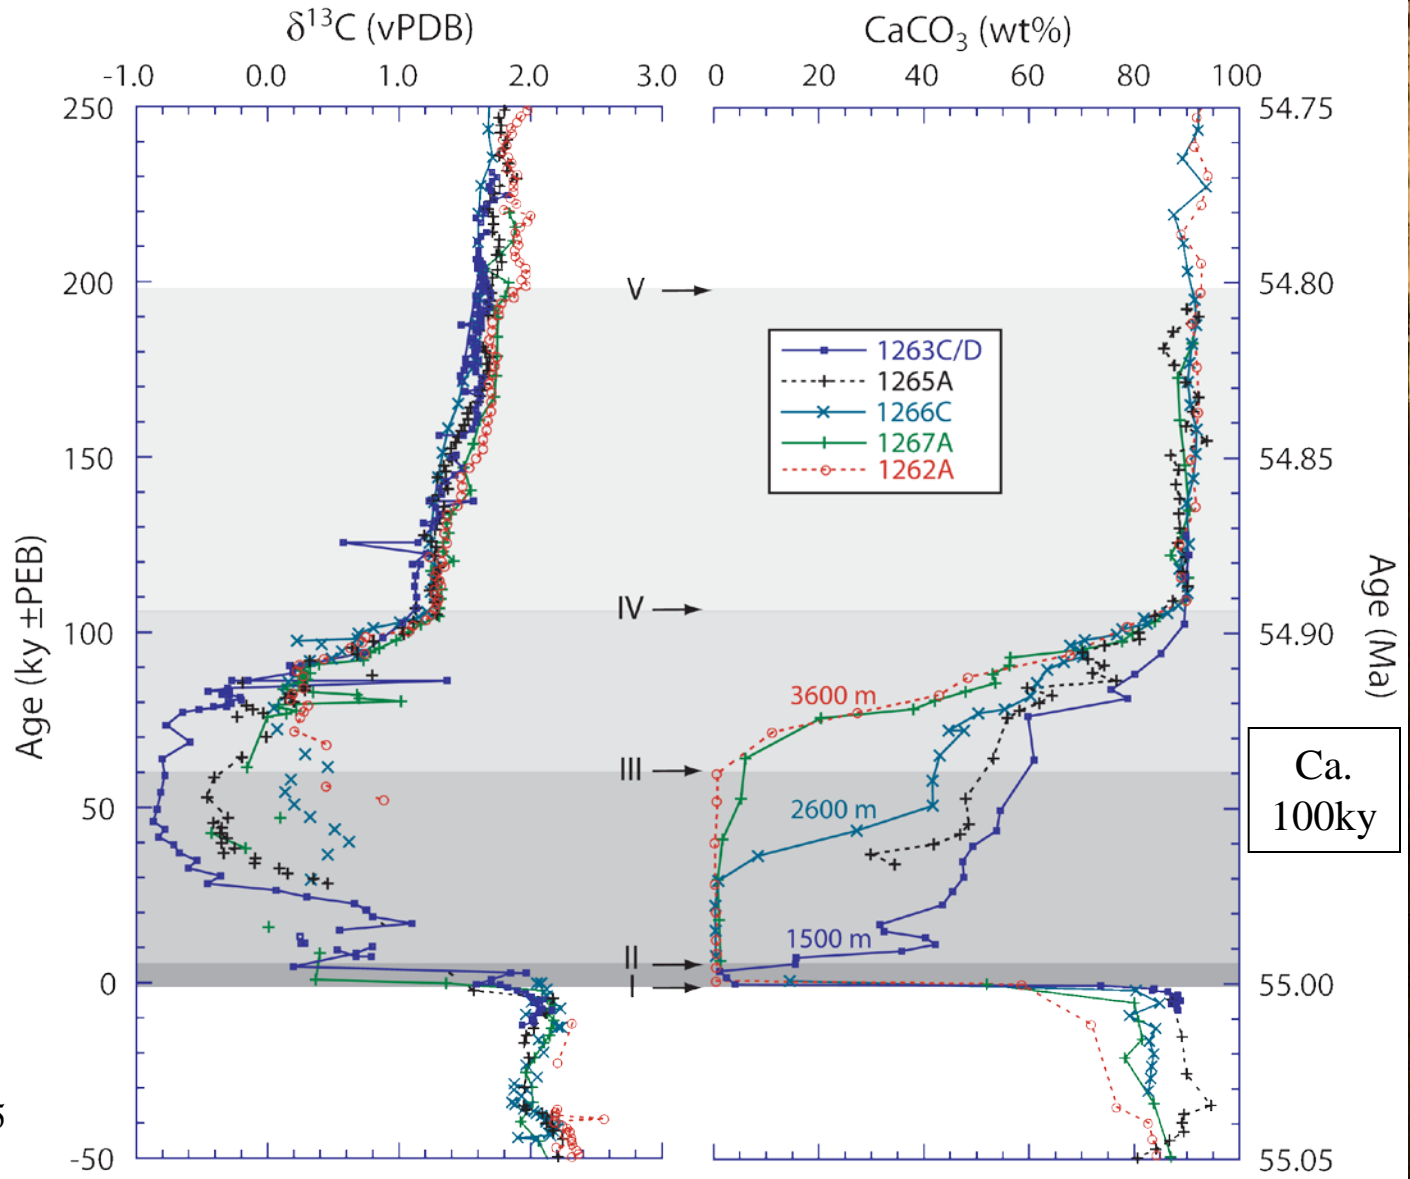 δ13C (vPDB)
CaCO3 (wt%)
-1.0 0.0 1.0 2.0 3.0
0 20 40 60 80 100
250
200
150
100
50
0
-50
Age (ky ±PEB)
54.75
54.80
54.85
54.90
55.00
55.05
Age (Ma)
V
IV
III
II
I
1263C/D
1265A
1266C
1267A
1262A
3600 m
2600 m
1500 m
Ca.
100ky